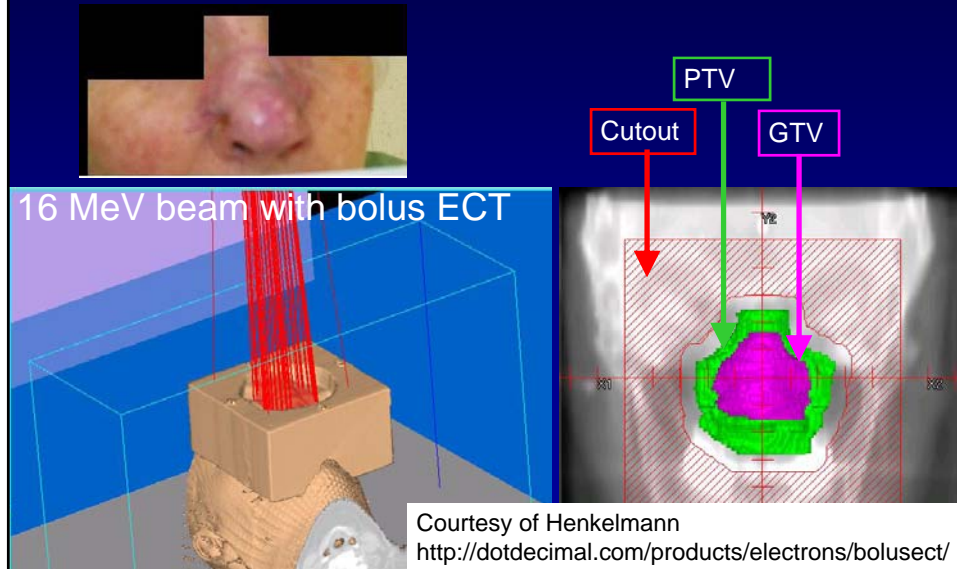 PTV
Cutout
GTV
16 MeV beam with bolus ECT
Y2
X1
X2
Courtesy of Henkelmann
http://dotdecimal.com/products/electrons/bolusect/